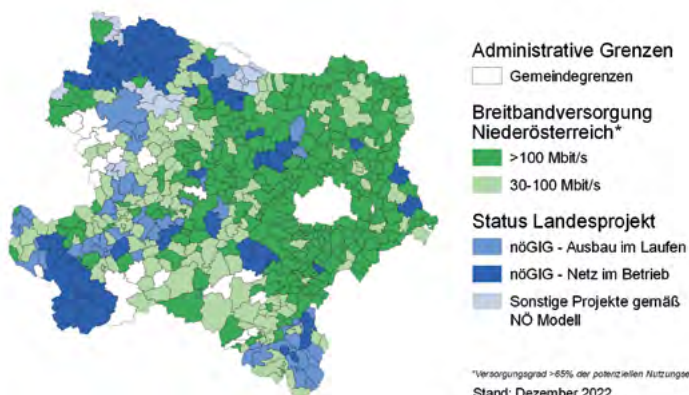 Administrative Grenzen
Gemeindegrenzen
Breitbandversorgung
Niederösterreich*
>100 Mbit/s
30-100 Mbit/s
Status Landesprojekt
nöGIG - Ausbau im Laufen
nöGIG - Netz im Betrieb
Sonstige Projekte gemäß
NÖ Modell
*Versorgungsgrad >65% der potenziellen
Stand: Dezember 2022